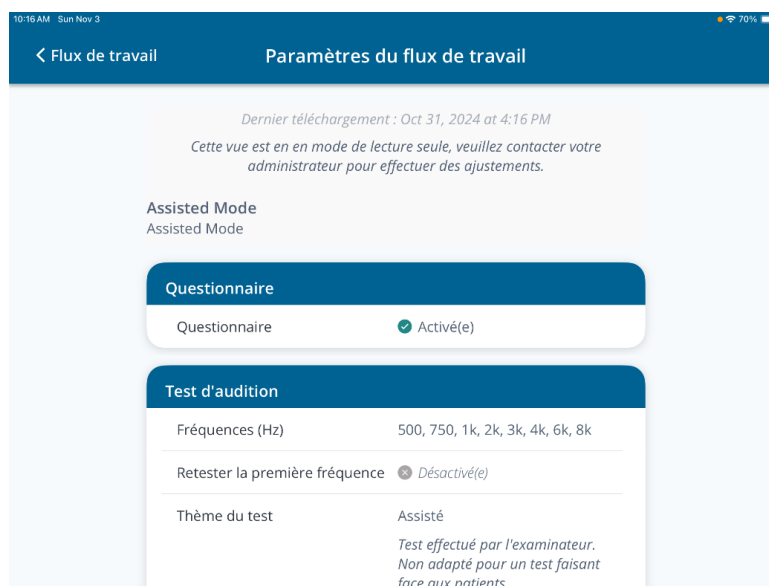 10:16 AM Sun Nov 3
70%
Flux de travail
Paramètres du flux de travail
Dernier téléchargement : Oct 31, 2024 at 4:16 PM
Cette vue est en en mode de lecture seule, veuillez contacter votre
administrateur pour effectuer des ajustements.
Assisted Mode
Assisted Mode
Questionnaire
Questionnaire Activé(e)
Test d'audition
Fréquences (Hz) 500, 750, 1k, 2k, 3k, 4k, 6k, 8k
Retester la première fréquence Désactivé(e)
Thème du test Assisté
Test effectué par l'examinateur.
Non adapté pour un test faisant
face aux patients